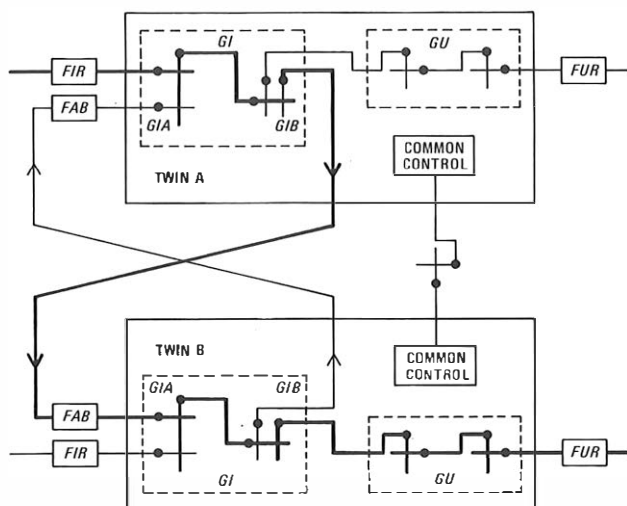 GI
GU
FIR
FUR
FAB
GIA
GIB
COMMON
CONTROL
TWIN A
TWIN B
COMMON
CONTROL
GIA
GIB
FAB
FIR
FUR
GI
GU